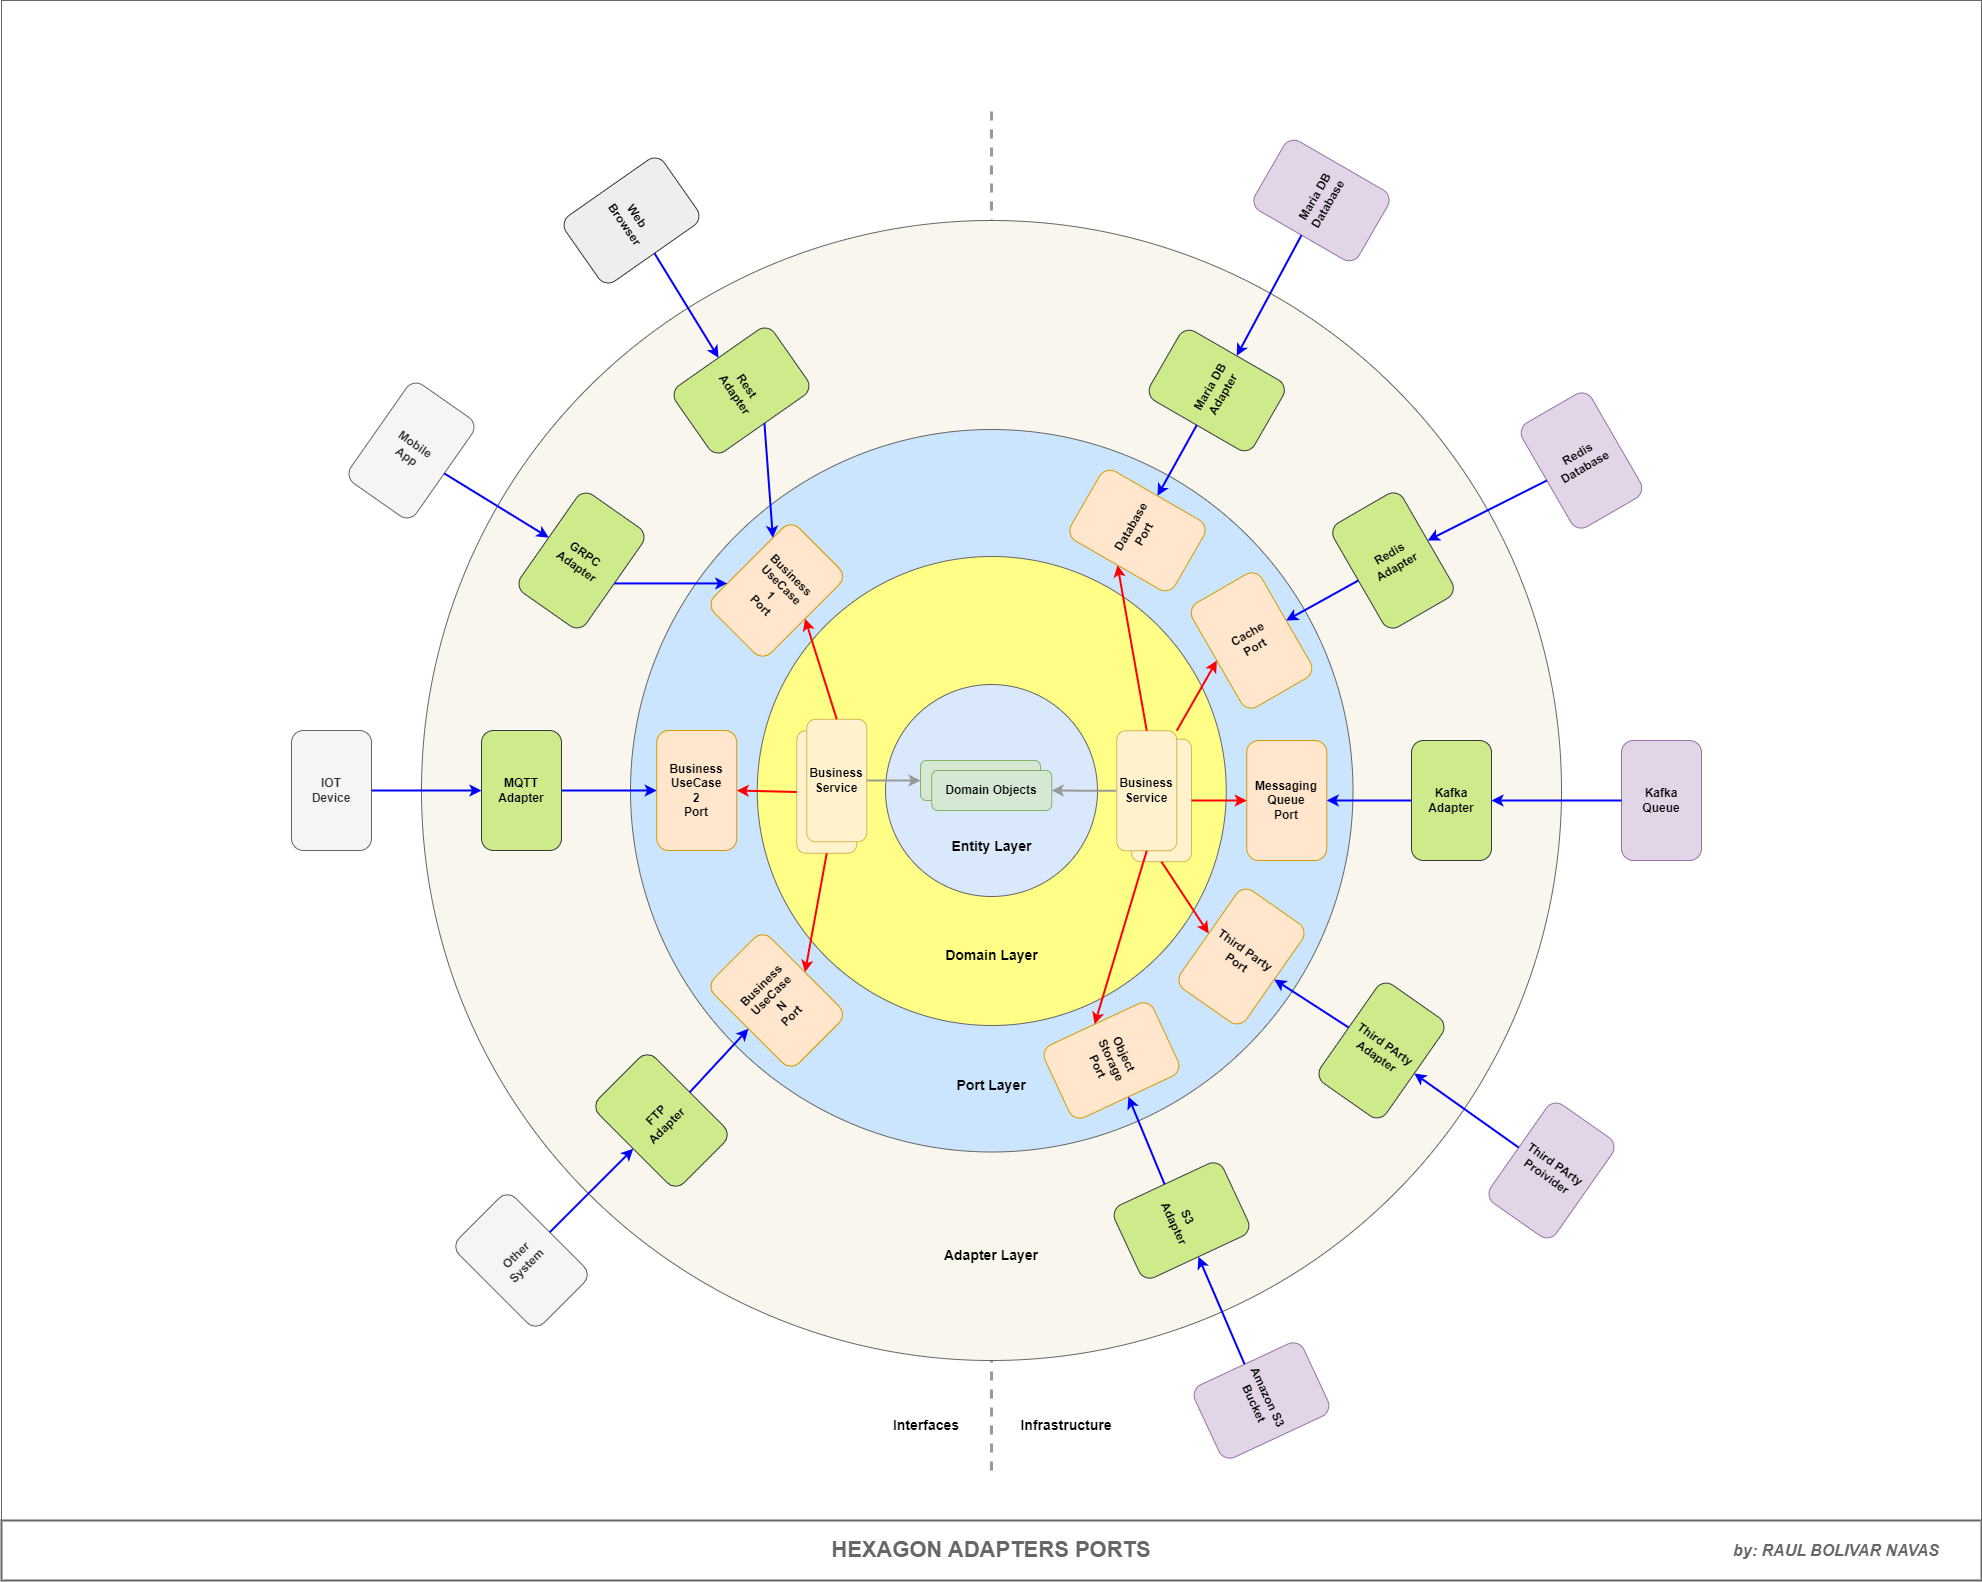 Web
Browser
Maria DB
Database
Rest
Adapter
Maria DB
Adapter
Mobile
App
Redis
Database
GRPC
Adapter
Database
Port
Redis
Adapter
Business
UseCase
1
Port
Cache
Port
IOT
Device
MQTT
Adapter
Business
UseCase
2
Port
Business
Service
Domain Objects
Business
Service
Messaging
Queue
Port
Kafka
Adapter
Kafka
Queue
Entity Layer
Domain Layer
Third Party
Port
Business
UseCase
N
Port
Object
Storage
Port
Third PArty
Adapter
Port Layer
FTP
Adapter
Third PArty
Proivider
S3
Adapter
Adapter Layer
Other
System
Amazon S3
Bucket
Interfaces
Infrastructure
HEXAGON ADAPTERS PORTS
by: RAUL BOLIVAR NAVAS